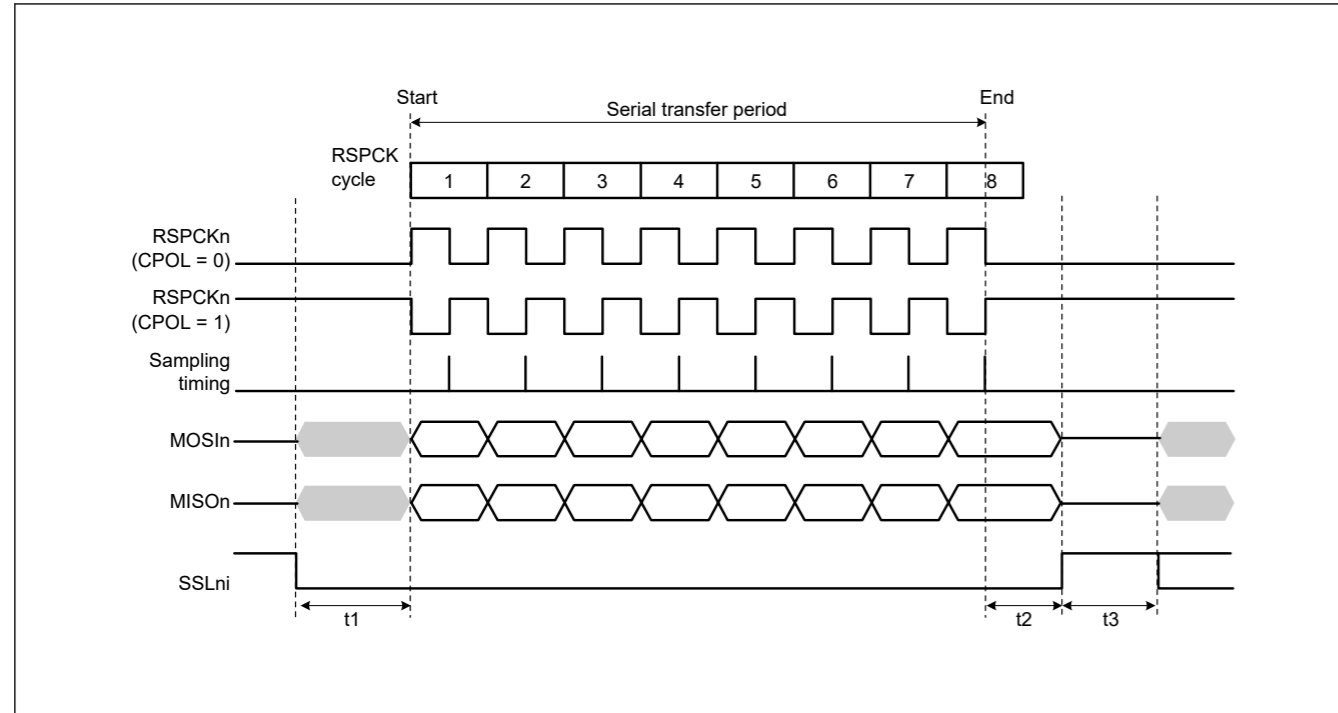 Start
End
Serial transfer period
RSPCK
cycle
1 2 3 4 5 6 7 8
RSPCKn
(CPOL = 0)
RSPCKn
(CPOL = 1)
Sampling
timing
MOSIn
MISOn
SSLni
t1
t2
t3